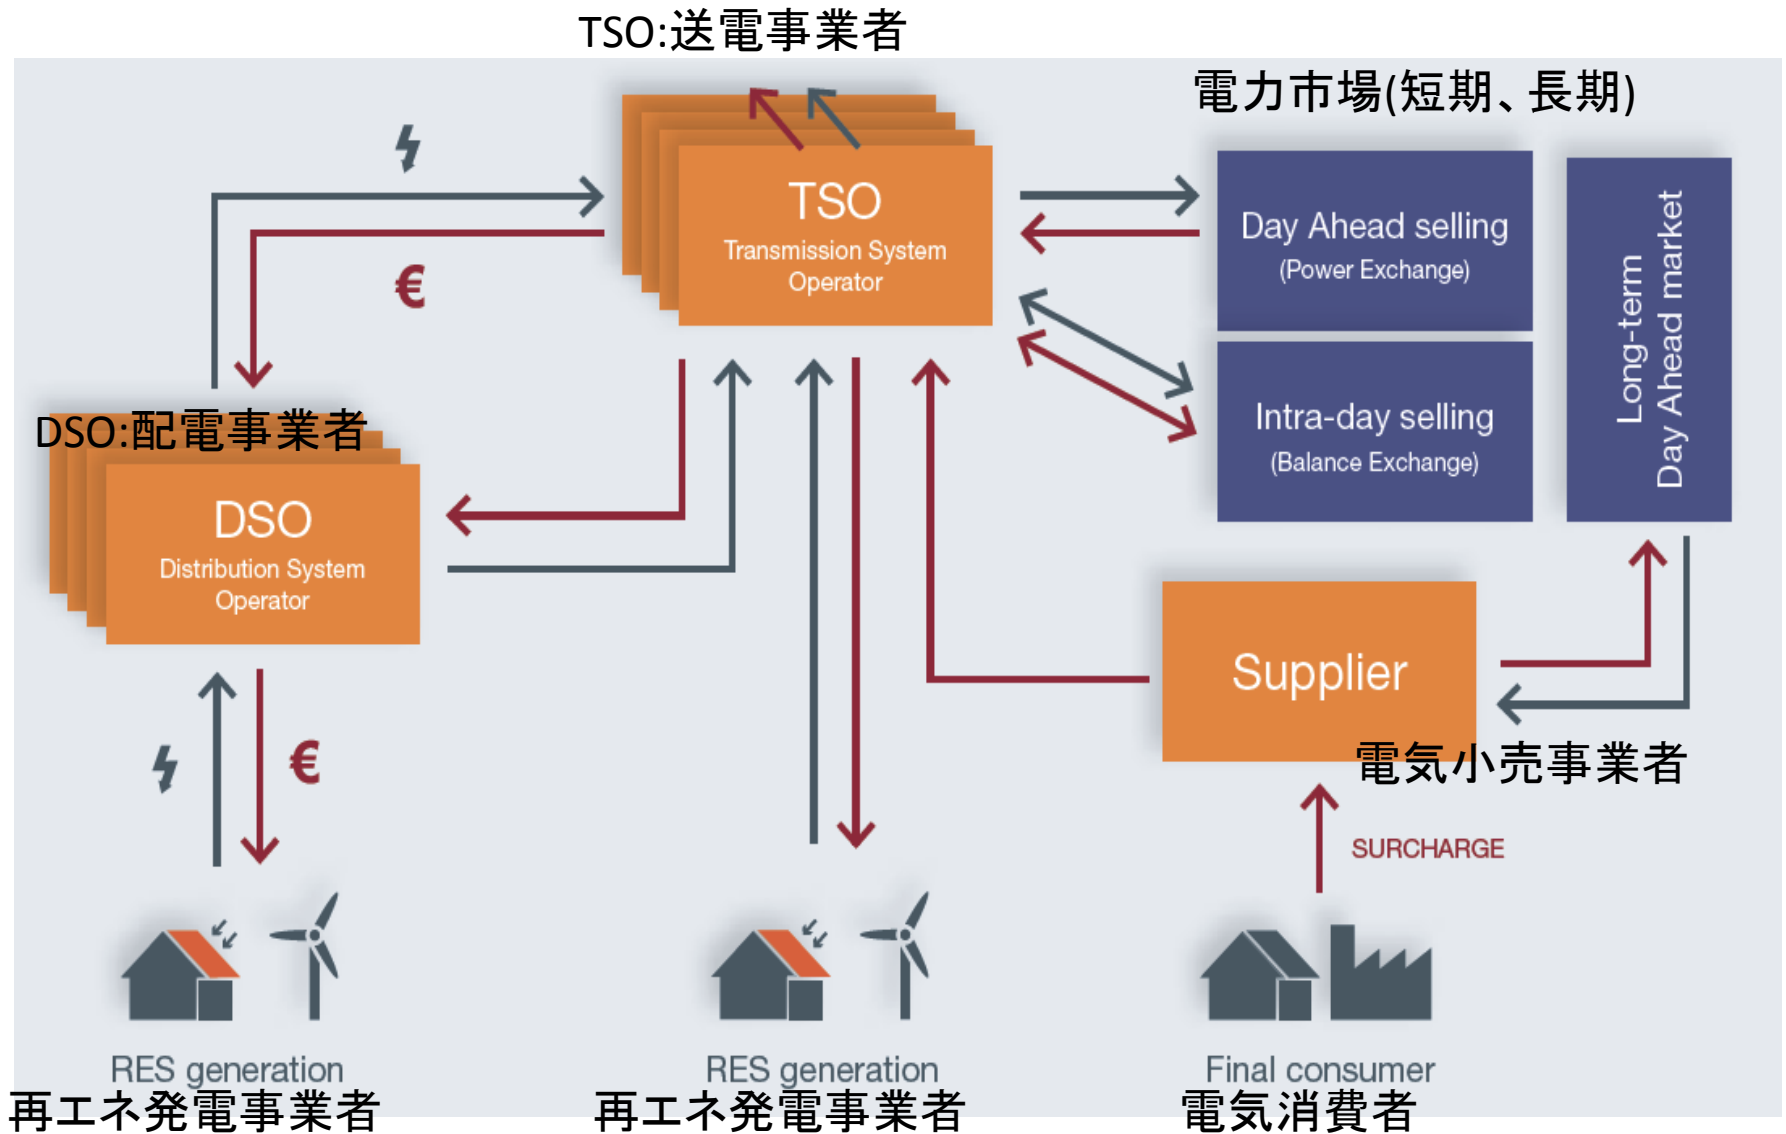 TSO:送電事業者
電力市場(短期、長期)
TSO
Transmission System
Operator
Day Ahead selling
(Power Exchange)
Long-term
Day Ahead market
€
Intra-day selling
(Balance Exchange)
DSO:配電事業者
DSO
Distribution System
Operator
Supplier
電気小売事業者
€
SURCHARGE
RES generation
再エネ発電事業者
RES generation
再エネ発電事業者
Final consumer
電気消費者